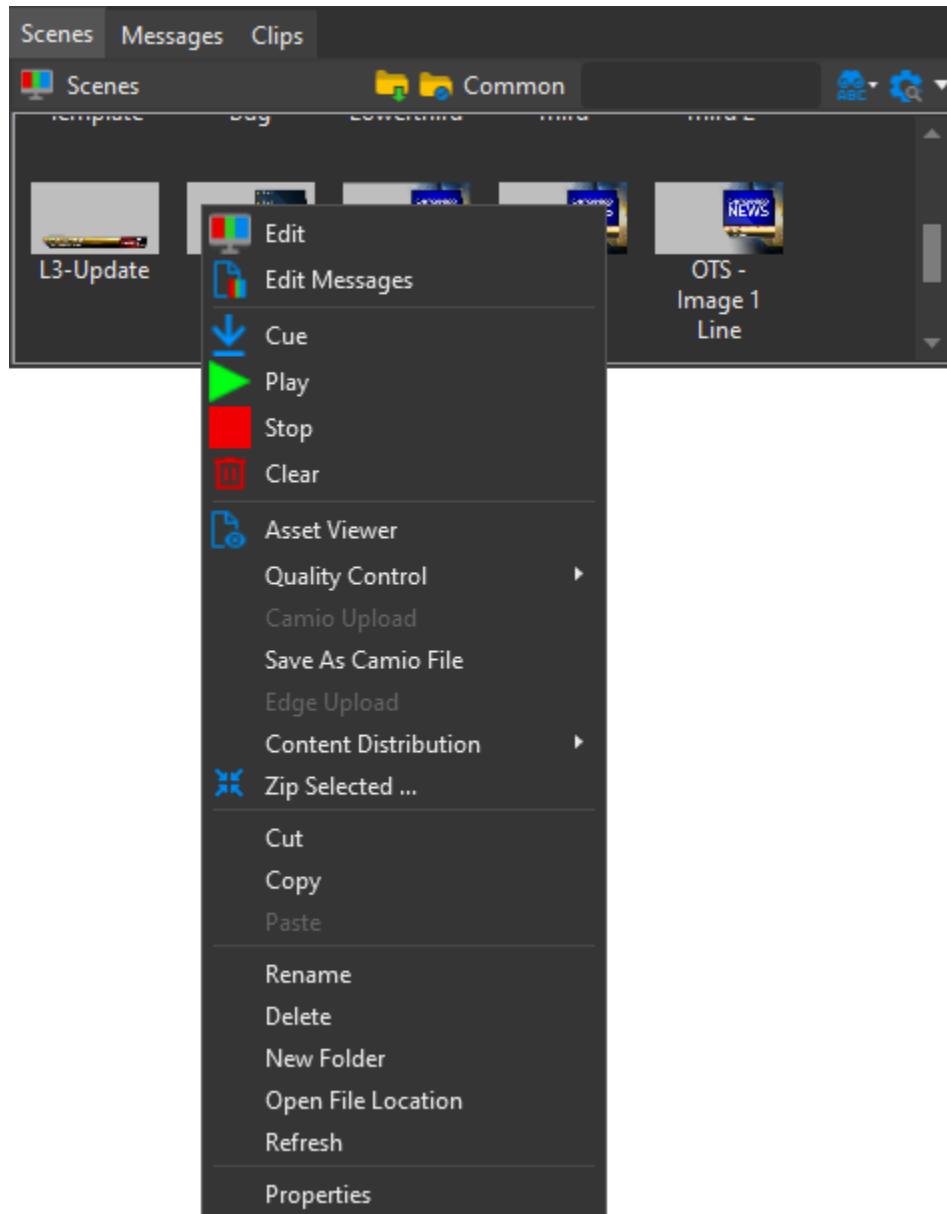 Scenes Messages Clips
Scenes Common
ABC
L3-Update
NEWS
OTS -
Image 1
Line
Edit
Edit Messages
Cue
Play
Stop
Clear
Asset Viewer
Quality Control
Camio Upload
Save As Camio File
Edge Upload
Content Distribution
Zip Selected ...
Cut
Copy
Paste
Rename
Delete
New Folder
Open File Location
Refresh
Properties